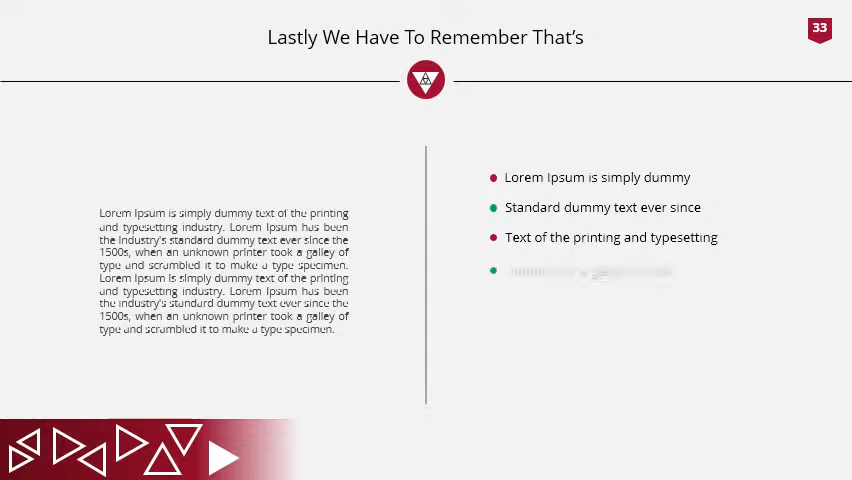 Lastly We Have To Remember That's
33
Lorem Ipsum is simply dummy text of the printing
and typesetting industry. Lorem Ipsum has been
the industry's standard dummy text ever since the
1500s, when an unknown printer took a galley of
type and scrambled it to make a type specimen.
Lorem Ipsum is simply dummy text of the printing
and typesetting industry. Lorem Ipsum has been
the industry's standard dummy text ever since the
1500s, when an unknown printer took a galley of
type and scrambled it to make a type specimen.
Lorem Ipsum is simply dummy
Standard dummy text ever since
Text of the printing and typesetting